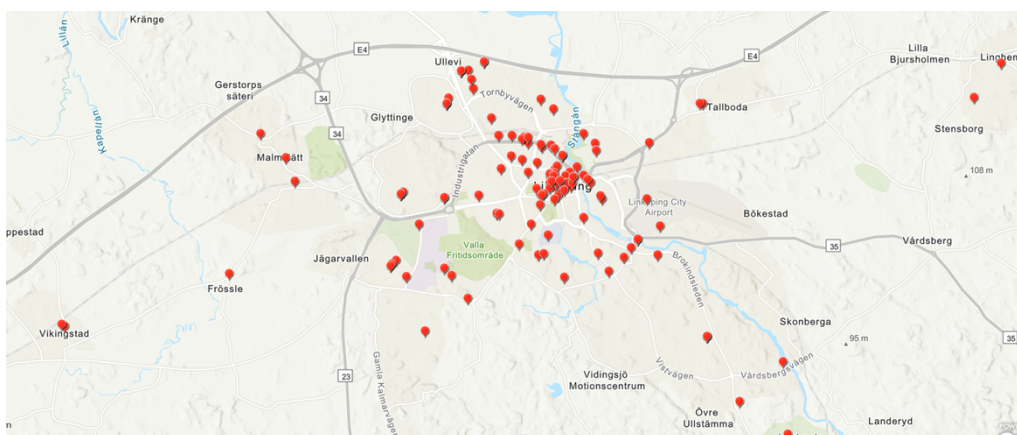 Kränge
Lillån
E4
E4
Ullevi
Lilla
Bjursholmen
Gerstorps
säteri
34
Tornbyvägen
Tallboda
Kapellån
Glyttinge
Stångån
34
Stensborg
Industrigatan
108 m
Linköping City
Airport
Bökestad
ppestad
Valla
Fritidsområde
35
Vårdsberg
Jägarvallen
Brokindsleden
Frössle
Skonberga
Vikingstad
95 m
35
Gamla Kalmarvägen
Vistvägen
Vårdsbergsvägen
23
Vidingsjö
Motionscentrum
Övre
Ullstämma
Landeryd